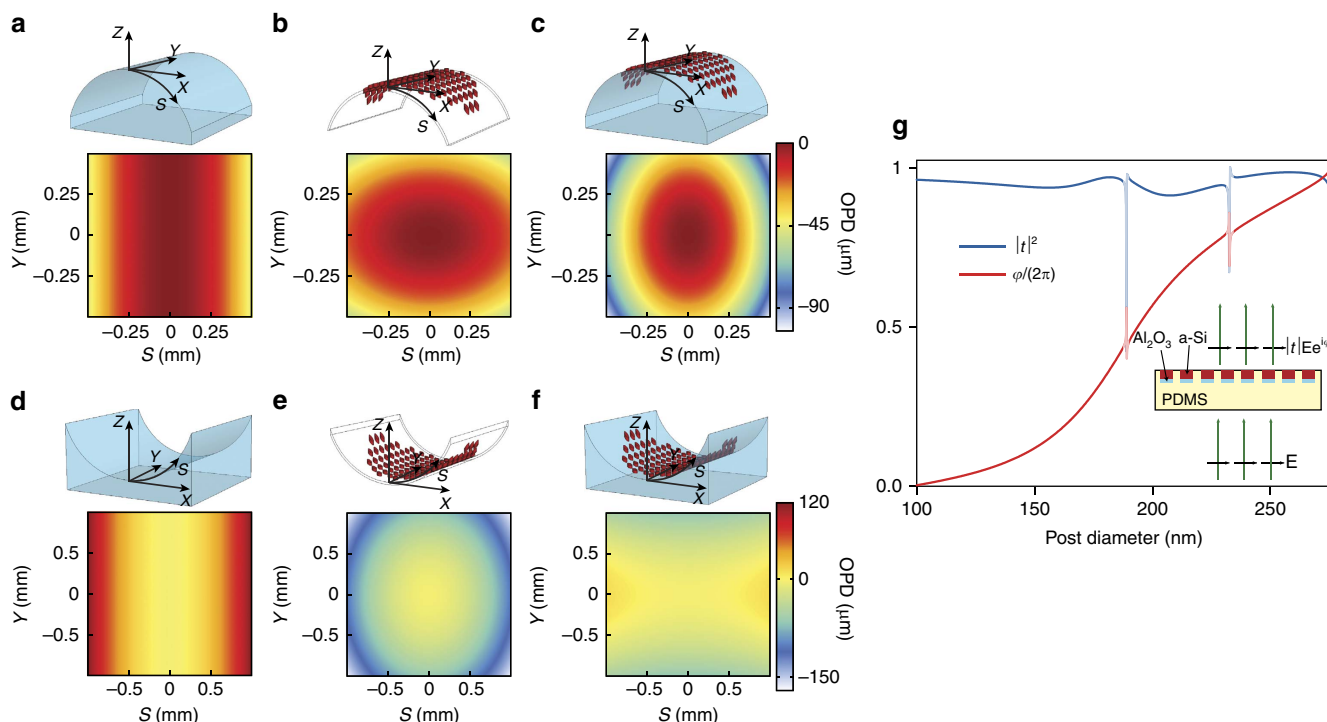 a b c
Z Y X S
Z Y X S
Z Y X S
0.25 0 −0.25
Y (mm)
−0.25 0 0.25
S (mm)
0.25 0 −0.25
Y (mm)
−0.25 0 0.25
S (mm)
0.25 0 −0.25
Y (mm)
−0.25 0 0.25
S (mm)
0 −45 −90
OPD (μm)
d e f
Z Y S X
Z Y S X
Z Y S X
0.5 0 −0.5
Y (mm)
−0.5 0 0.5
S (mm)
0.5 0 −0.5
Y (mm)
−0.5 0 0.5
S (mm)
0.5 0 −0.5
Y (mm)
−0.5 0 0.5
S (mm)
120 0 −150
OPD (μm)
g
1
0.5
0.0
|t|²
φ/(2π)
Al₂O₃ a-Si
|t|Ee^iφ
PDMS
E
100 150 200 250
Post diameter (nm)